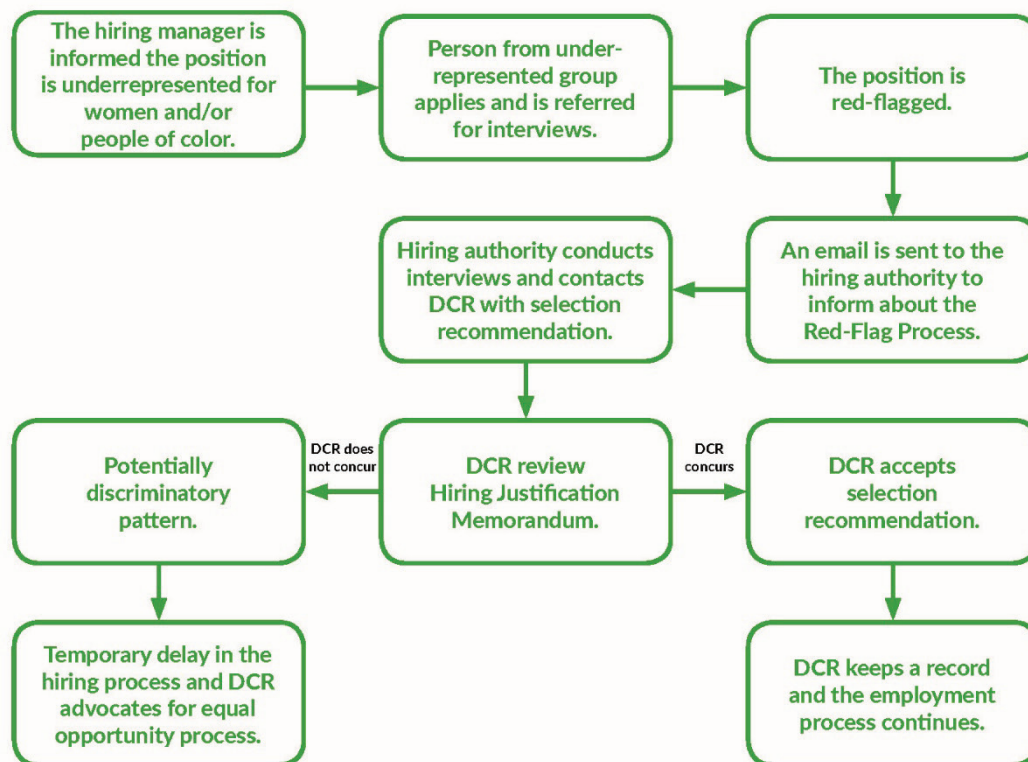 The hiring manager is
informed the position
is underrepresented for
women and/or
people of color.
Person from under-
represented group
applies and is referred
for interviews.
The position is
red-flagged.
An email is sent to the
hiring authority to
inform about the
Red-Flag Process.
Hiring authority conducts
interviews and contacts
DCR with selection
recommendation.
DCR review
Hiring Justification
Memorandum.
DCR does
not concur
Potentially
discriminatory
pattern.
Temporary delay in the
hiring process and DCR
advocates for equal
opportunity process.
DCR
concurs
DCR accepts
selection
recommendation.
DCR keeps a record
and the employment
process continues.